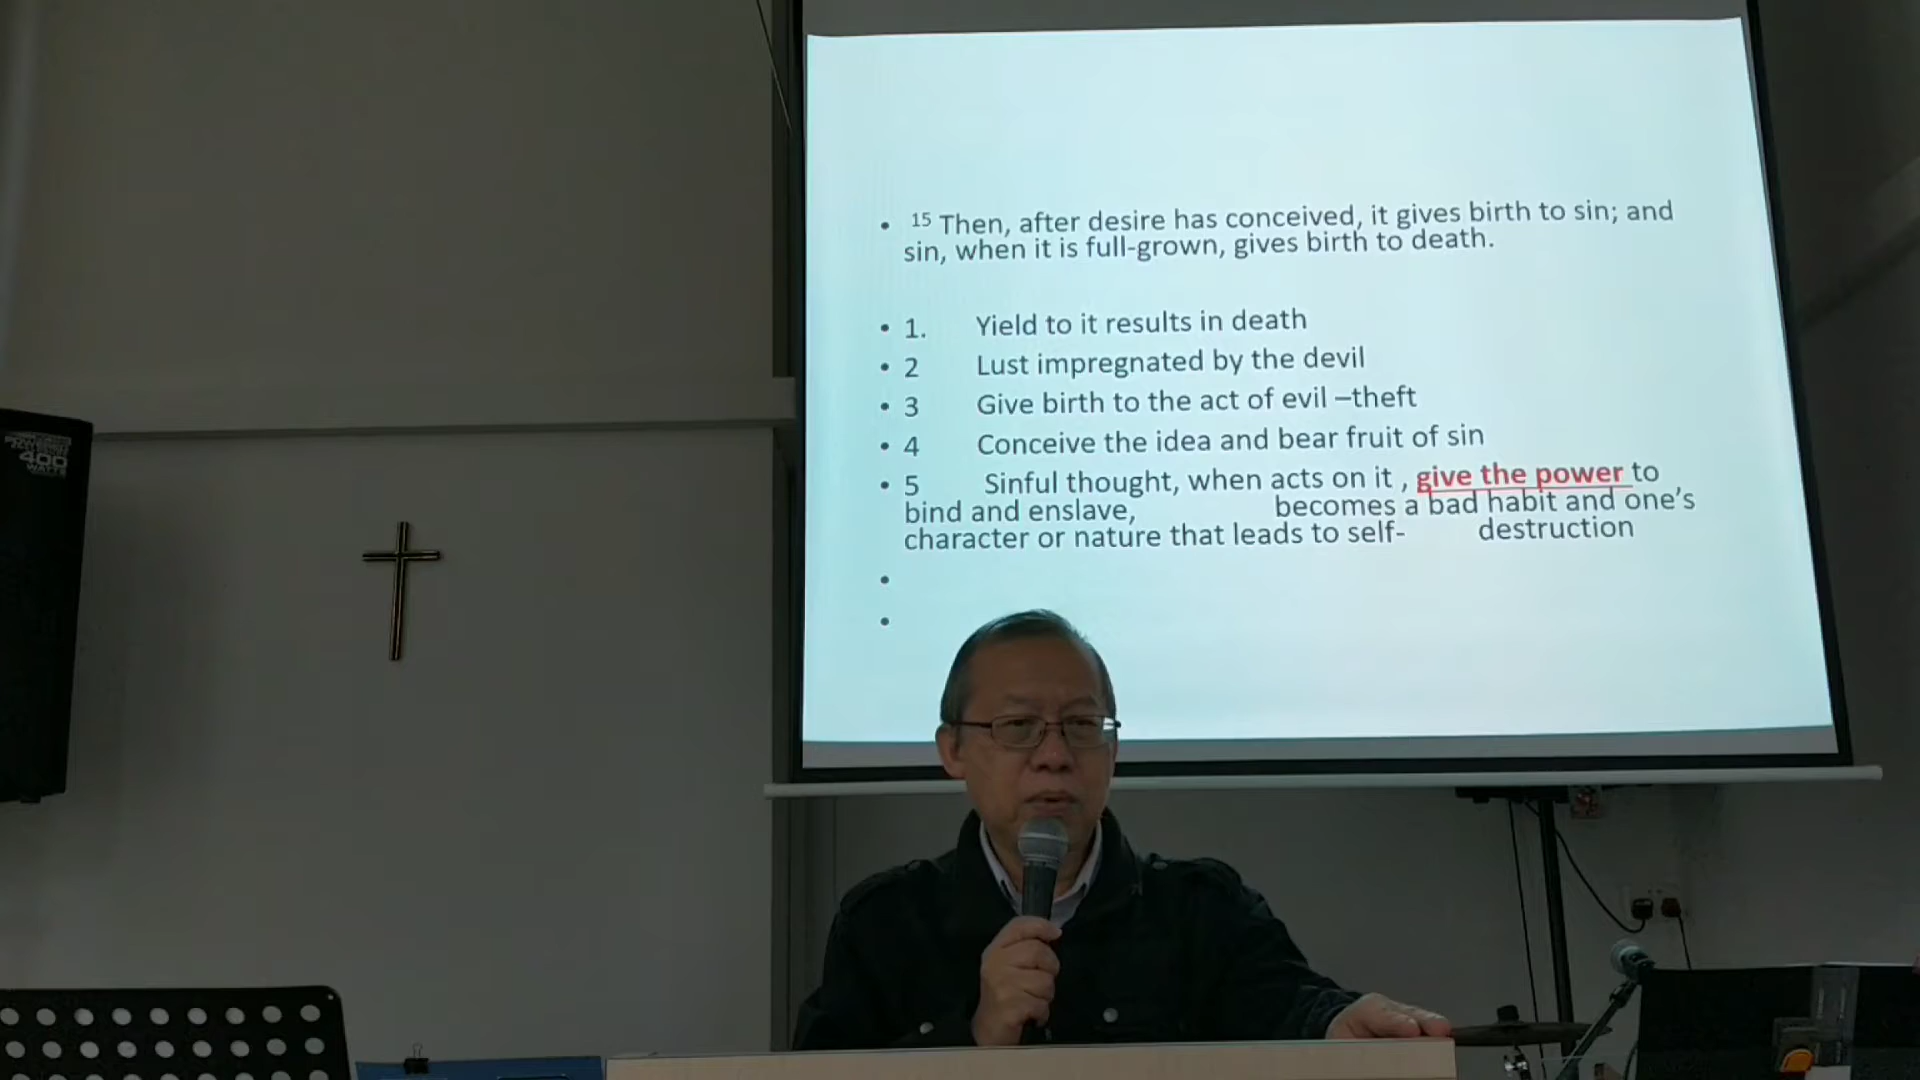 • 15 Then, after desire has conceived, it gives birth to sin; and
sin, when it is full-grown, gives birth to death.
• 1. Yield to it results in death
• 2 Lust impregnated by the devil
• 3 Give birth to the act of evil –theft
• 4 Conceive the idea and bear fruit of sin
• 5 Sinful thought, when acts on it , give the power to
bind and enslave, becomes a bad habit and one's
character or nature that leads to self- destruction
•
•
400
WATTS